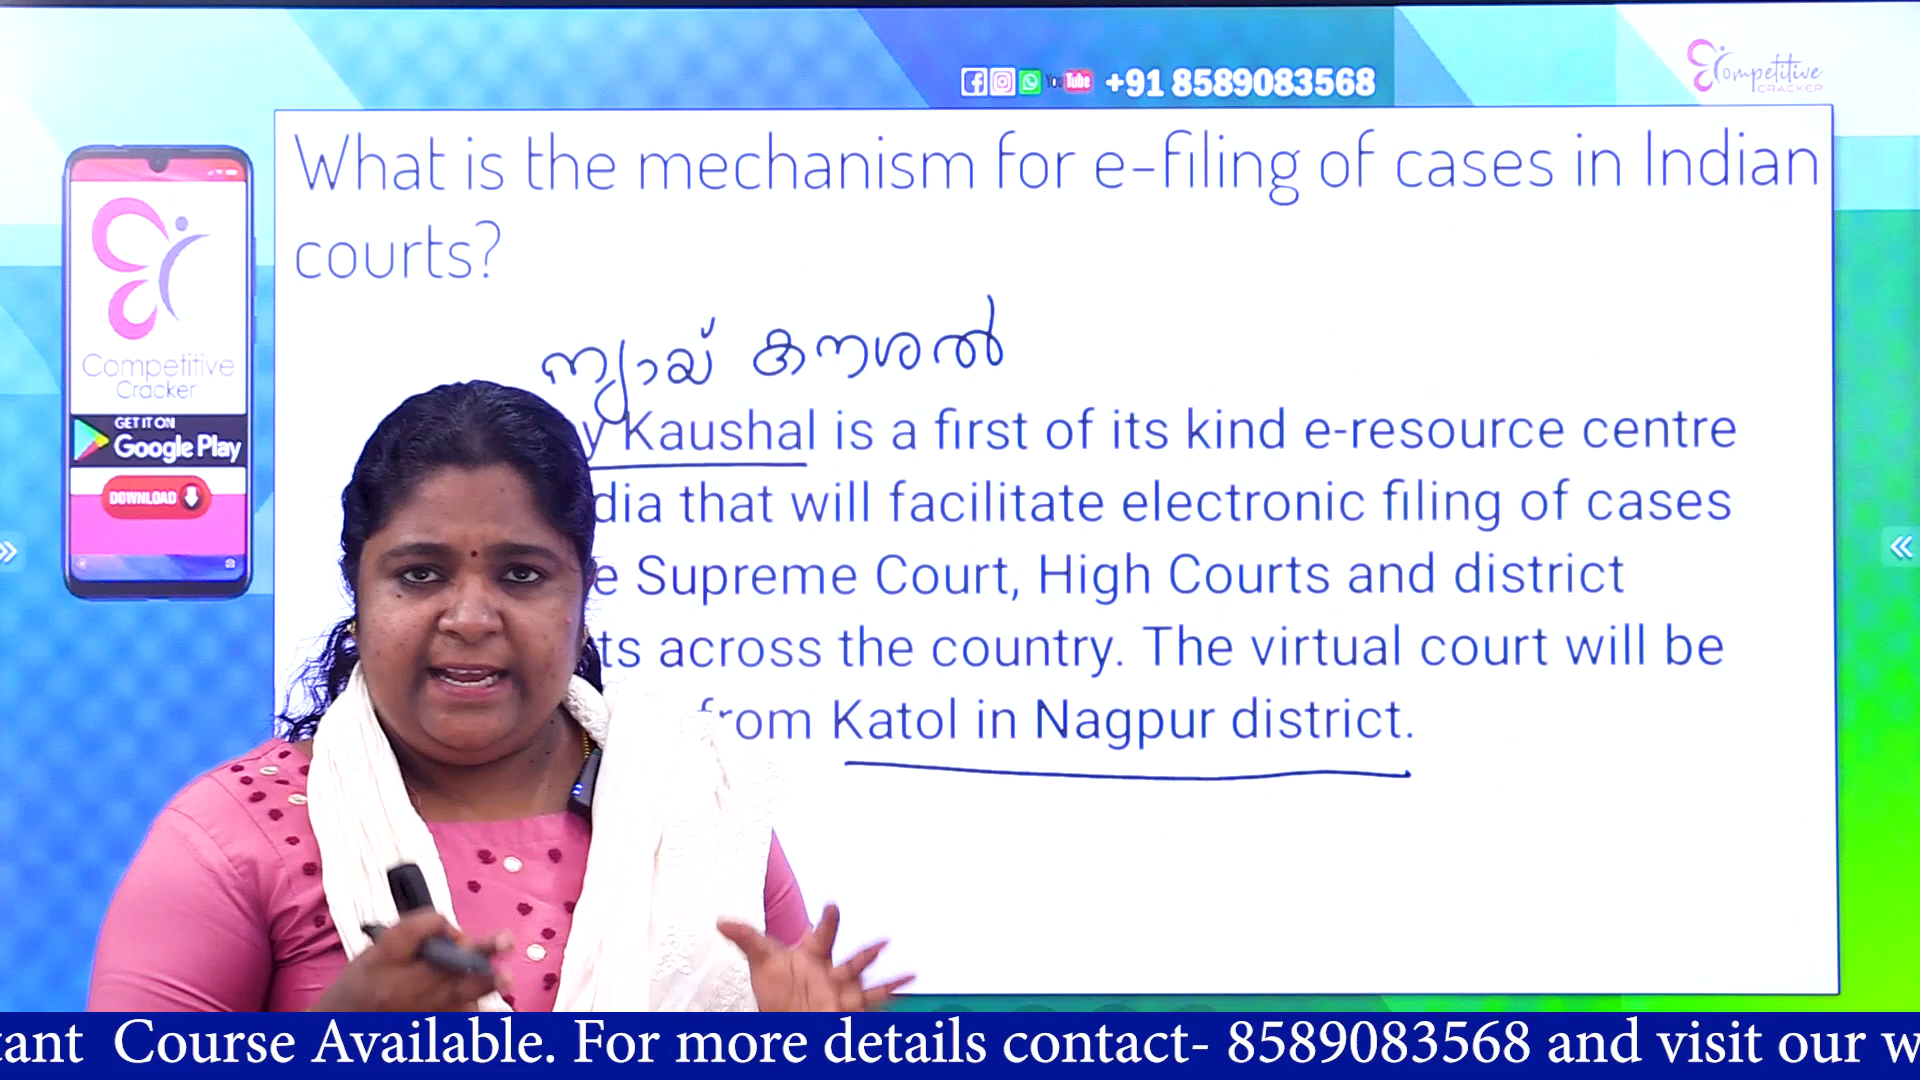 +91 8589083568
Competitive
CRACKER
What is the mechanism for e-filing of cases in Indian
courts?
ന്യായ് കൗശൽ
y Kaushal is a first of its kind e-resource centre
dia that will facilitate electronic filing of cases
e Supreme Court, High Courts and district
ts across the country. The virtual court will be
from Katol in Nagpur district.
Competitive
Cracker
GET IT ON
Google Play
DOWNLOAD
tant Course Available. For more details contact- 8589083568 and visit our w